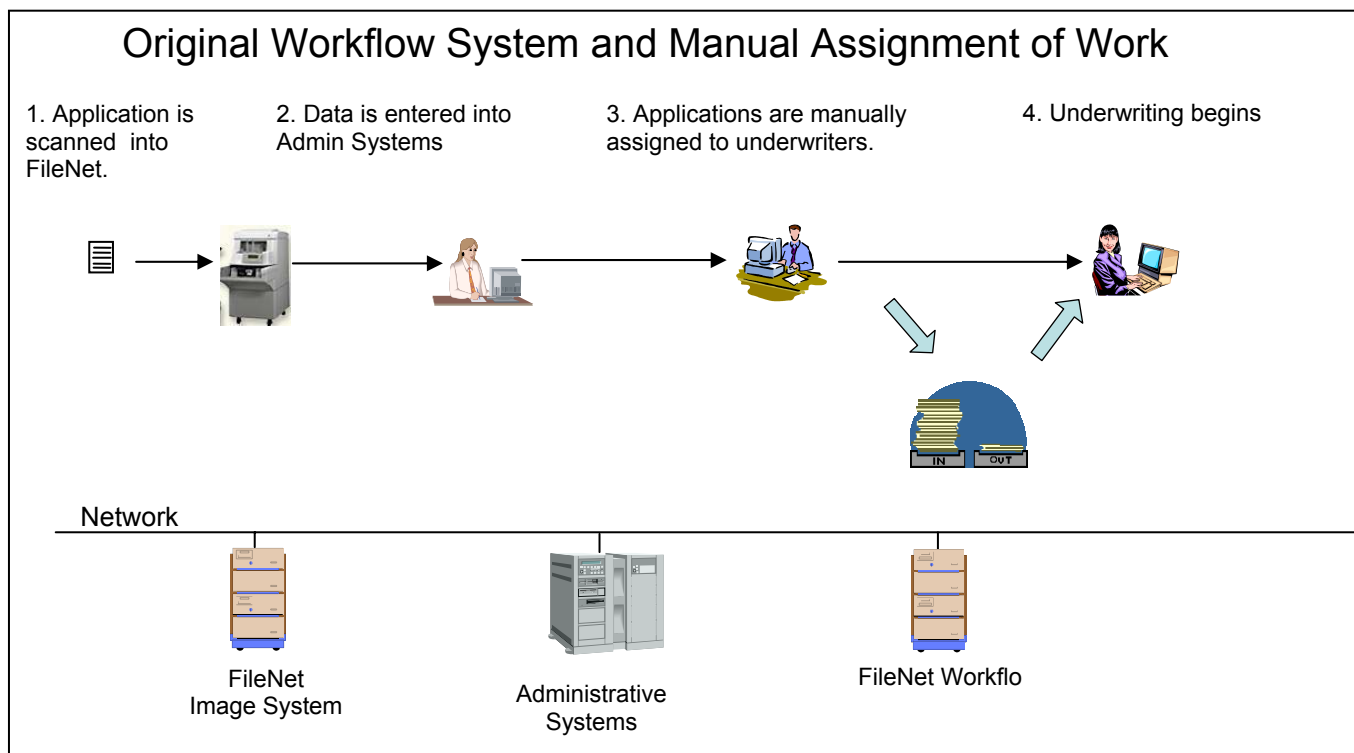 Original Workflow System and Manual Assignment of Work
1. Application is
scanned into
FileNet.
2. Data is entered into
Admin Systems
3. Applications are manually
assigned to underwriters.
4. Underwriting begins
IN
OUT
Network
FileNet
Image System
Administrative
Systems
FileNet Workflo